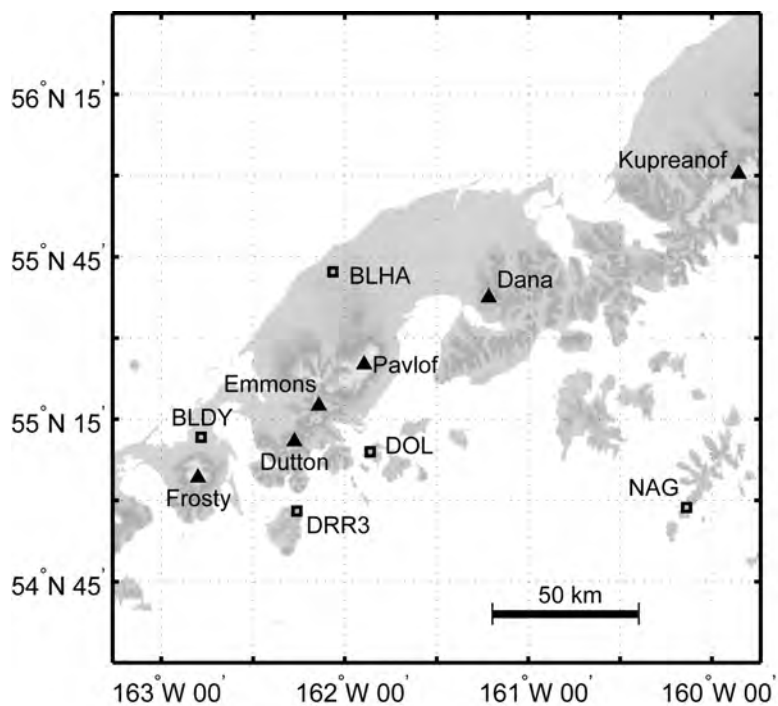 56°N 15′
Kupreanof
55°N 45′
BLHA
Dana
Pavlof
Emmons
55°N 15′
BLDY
DOL
Dutton
Frosty
NAG
DRR3
54°N 45′
50 km
163°W 00′
162°W 00′
161°W 00′
160°W 00′